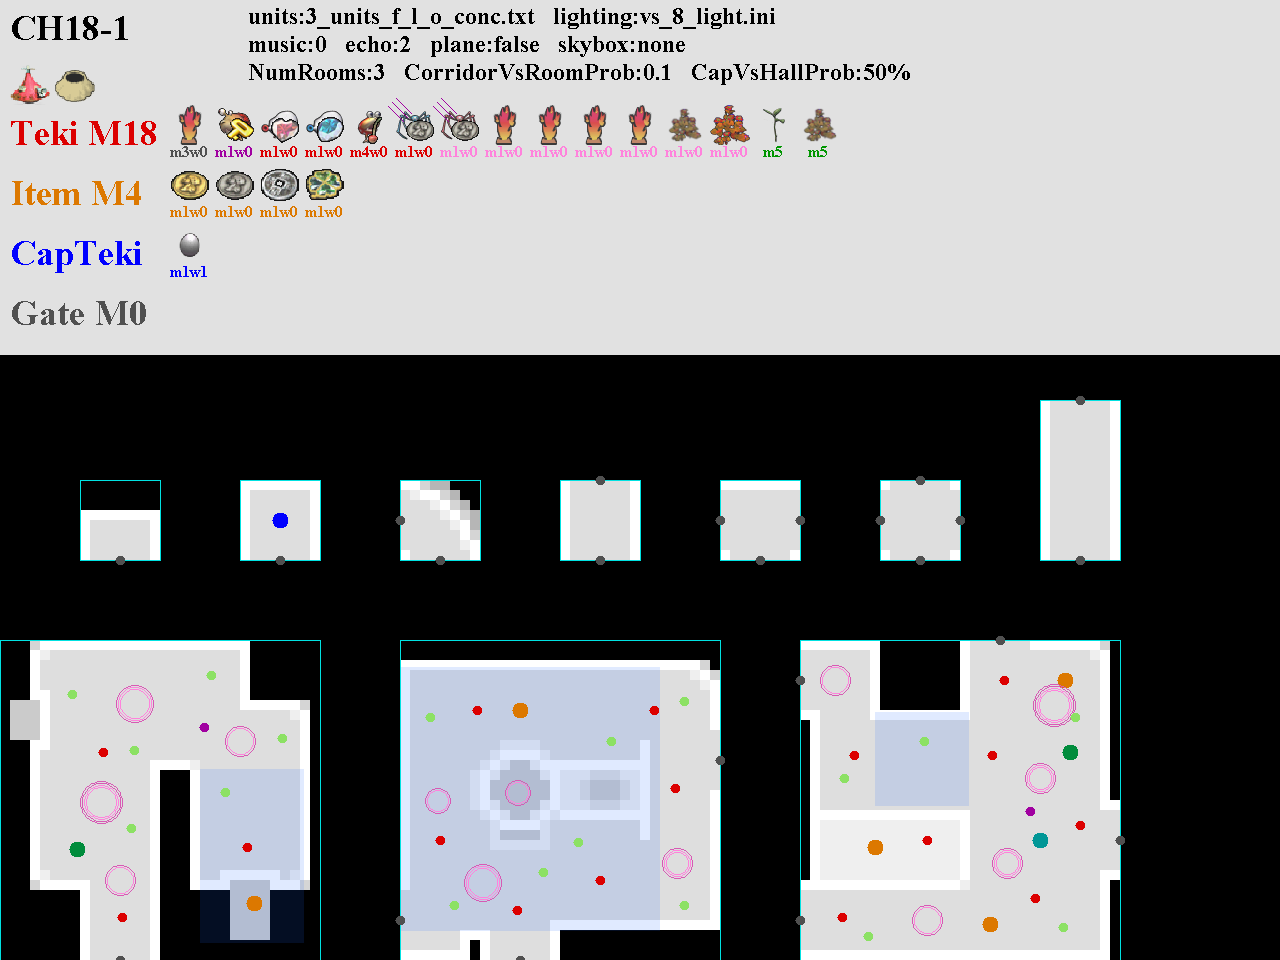 CH18-1
units:3_units_f_l_o_conc.txt lighting:vs_8_light.ini
music:0 echo:2 plane:false skybox:none
NumRooms:3 CorridorVsRoomProb:0.1 CapVsHallProb:50%
Teki M18
m3w0 m1w0 m1w0 m1w0 m4w0 m1w0 m1w0 m1w0 m1w0 m1w0 m1w0 m1w0 m1w0 m5 m5
Item M4
m1w0 m1w0 m1w0 m1w0
CapTeki
m1w1
Gate M0